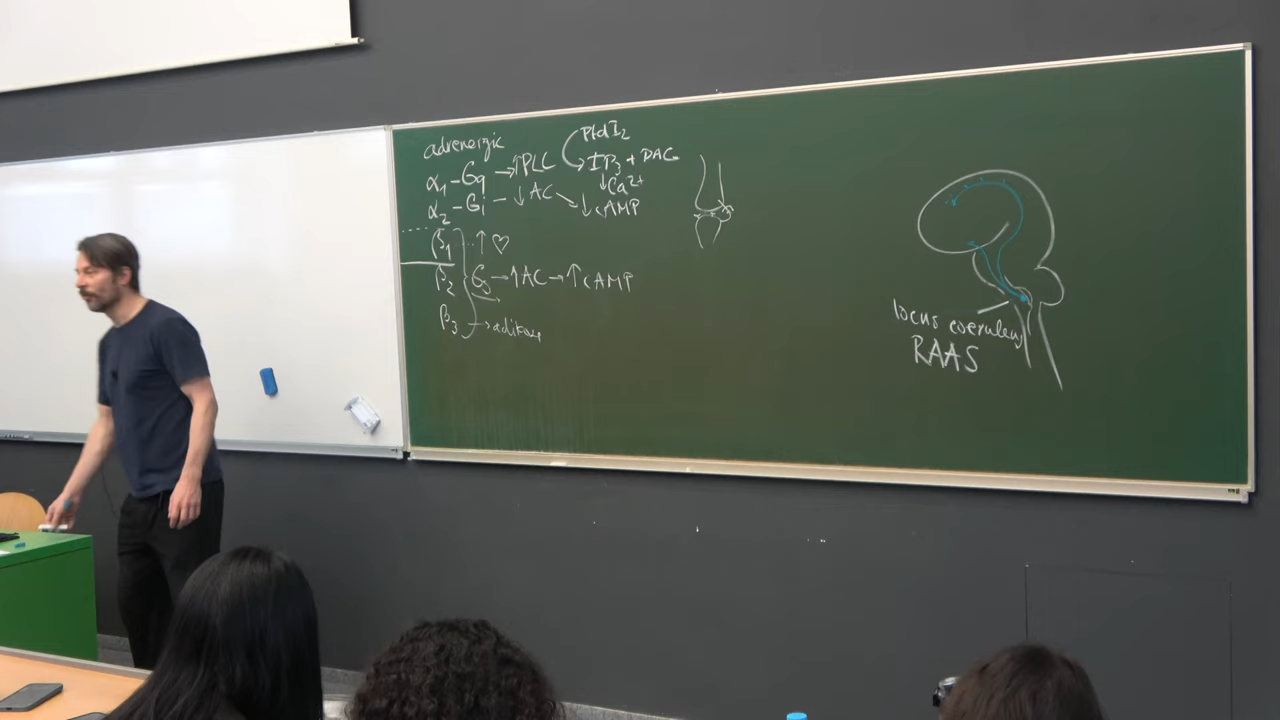 adrenergic
PtdI₂
α₁-Gq → ↑PLC → IP₃ + DAG
↓Ca²⁺
α₂-Gi - ↓AC ↓cAMP
β₁ ..↑♡
β₂ Gs → ↑AC → ↑cAMP
β₃ →
locus coeruleus
RAAS